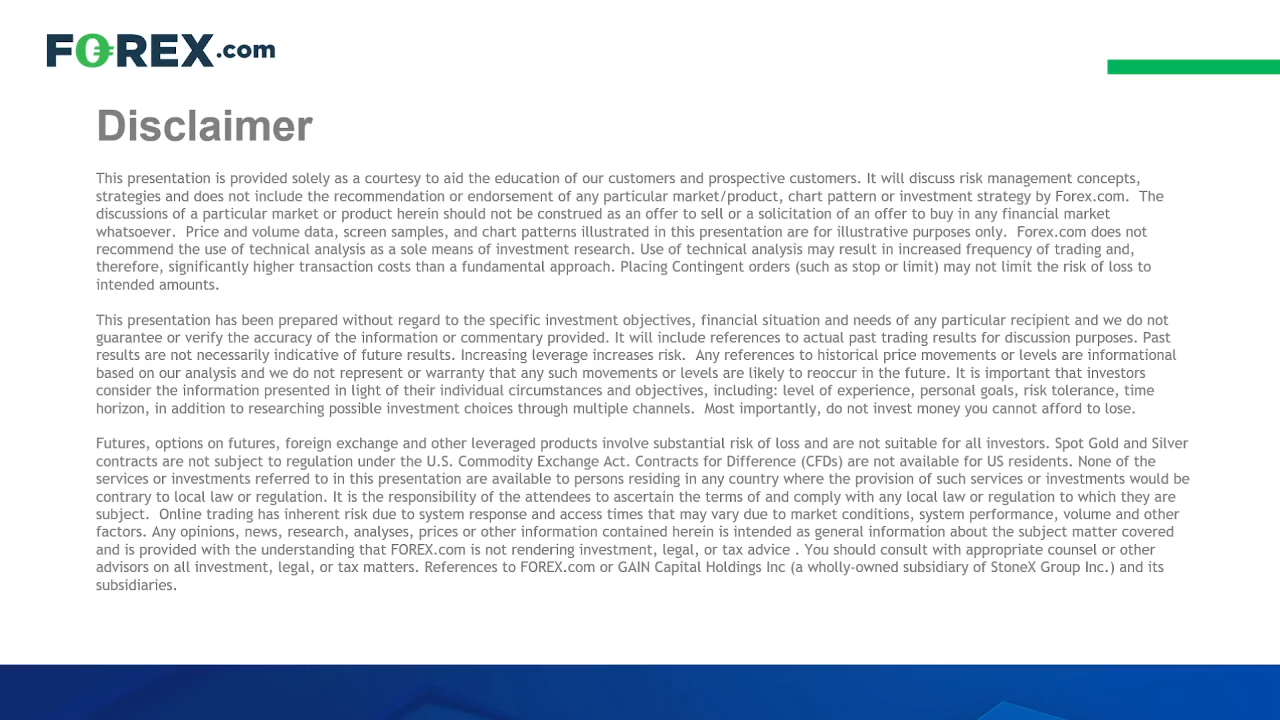 FOREX.com
Disclaimer
This presentation is provided solely as a courtesy to aid the education of our customers and prospective customers. It will discuss risk management concepts,
strategies and does not include the recommendation or endorsement of any particular market/product, chart pattern or investment strategy by Forex.com.  The
discussions of a particular market or product herein should not be construed as an offer to sell or a solicitation of an offer to buy in any financial market
whatsoever.  Price and volume data, screen samples, and chart patterns illustrated in this presentation are for illustrative purposes only.  Forex.com does not
recommend the use of technical analysis as a sole means of investment research. Use of technical analysis may result in increased frequency of trading and,
therefore, significantly higher transaction costs than a fundamental approach. Placing Contingent orders (such as stop or limit) may not limit the risk of loss to
intended amounts.
This presentation has been prepared without regard to the specific investment objectives, financial situation and needs of any particular recipient and we do not
guarantee or verify the accuracy of the information or commentary provided. It will include references to actual past trading results for discussion purposes. Past
results are not necessarily indicative of future results. Increasing leverage increases risk.  Any references to historical price movements or levels are informational
based on our analysis and we do not represent or warranty that any such movements or levels are likely to reoccur in the future. It is important that investors
consider the information presented in light of their individual circumstances and objectives, including: level of experience, personal goals, risk tolerance, time
horizon, in addition to researching possible investment choices through multiple channels.  Most importantly, do not invest money you cannot afford to lose.
Futures, options on futures, foreign exchange and other leveraged products involve substantial risk of loss and are not suitable for all investors. Spot Gold and Silver
contracts are not subject to regulation under the U.S. Commodity Exchange Act. Contracts for Difference (CFDs) are not available for US residents. None of the
services or investments referred to in this presentation are available to persons residing in any country where the provision of such services or investments would be
contrary to local law or regulation. It is the responsibility of the attendees to ascertain the terms of and comply with any local law or regulation to which they are
subject.  Online trading has inherent risk due to system response and access times that may vary due to market conditions, system performance, volume and other
factors. Any opinions, news, research, analyses, prices or other information contained herein is intended as general information about the subject matter covered
and is provided with the understanding that FOREX.com is not rendering investment, legal, or tax advice . You should consult with appropriate counsel or other
advisors on all investment, legal, or tax matters. References to FOREX.com or GAIN Capital Holdings Inc (a wholly-owned subsidiary of StoneX Group Inc.) and its
subsidiaries.